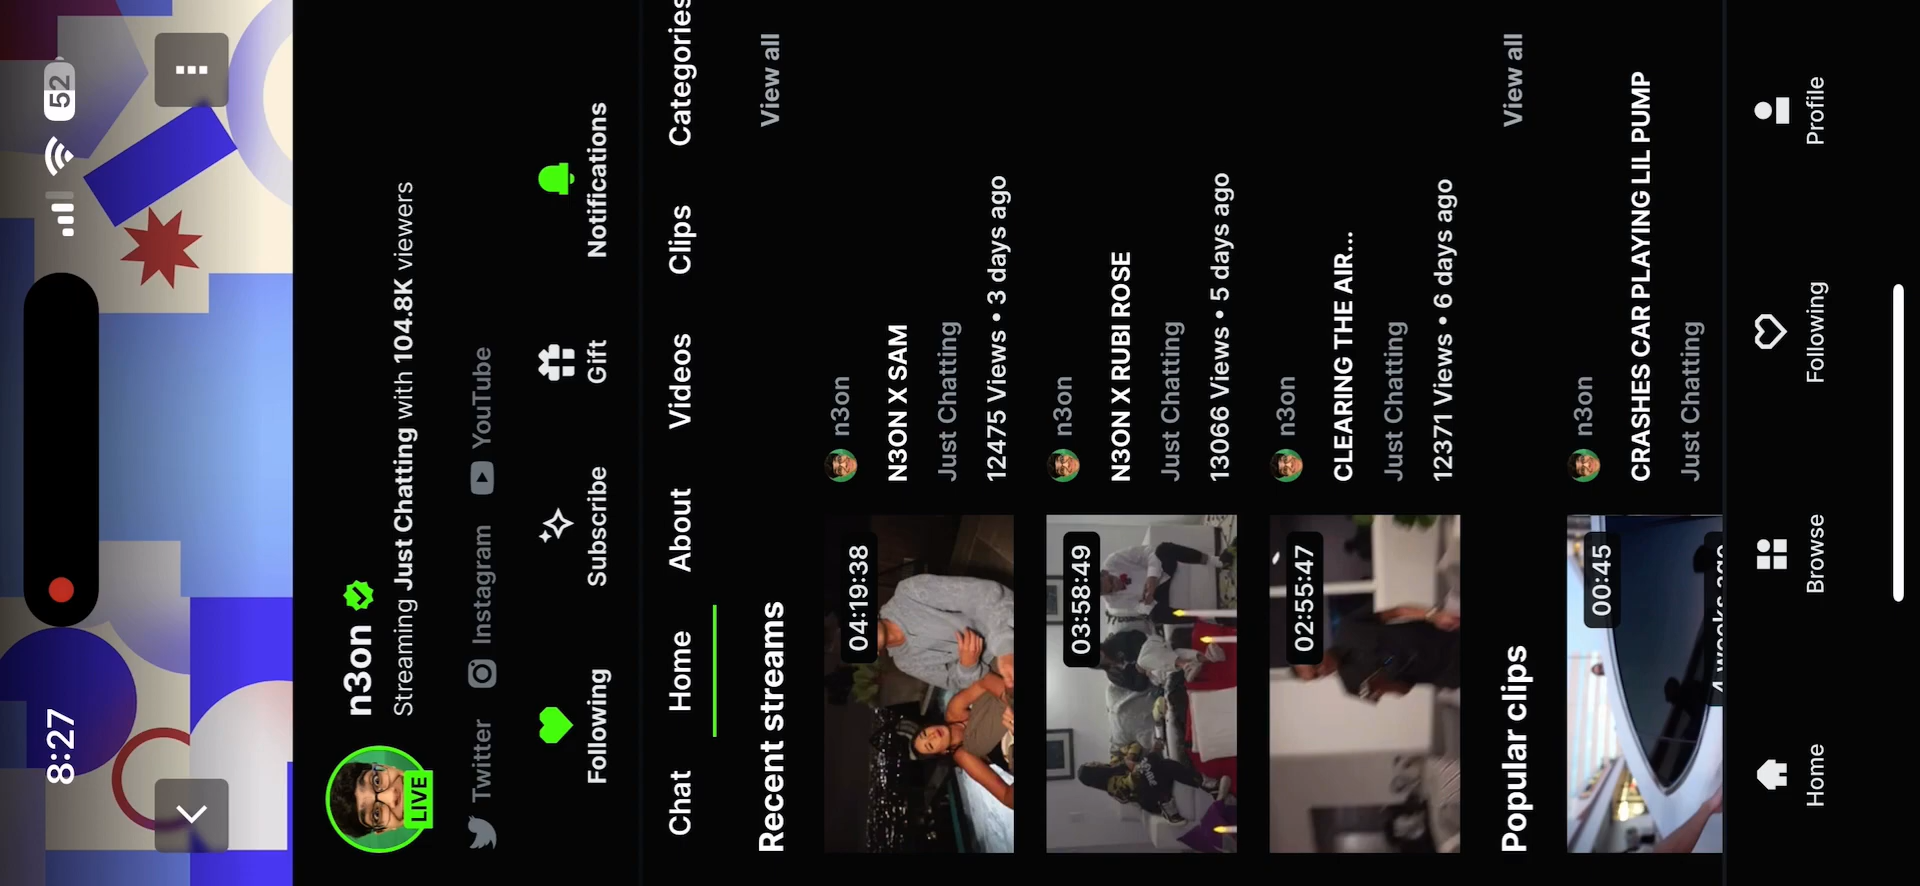 8:27
52
n3on
Streaming Just Chatting with 104.8K viewers
LIVE
Twitter Instagram YouTube
Following Subscribe Gift Notifications
Chat Home About Videos Clips Categories
Recent streams View all
04:19:38
n3on
N3ON X SAM
Just Chatting
12475 Views • 3 days ago
03:58:49
n3on
N3ON X RUBI ROSE
Just Chatting
13066 Views • 5 days ago
02:55:47
n3on
CLEARING THE AIR...
Just Chatting
12371 Views • 6 days ago
Popular clips View all
00:45
n3on
CRASHES CAR PLAYING LIL PUMP
Just Chatting
4 weeks ago
Home Browse Following Profile